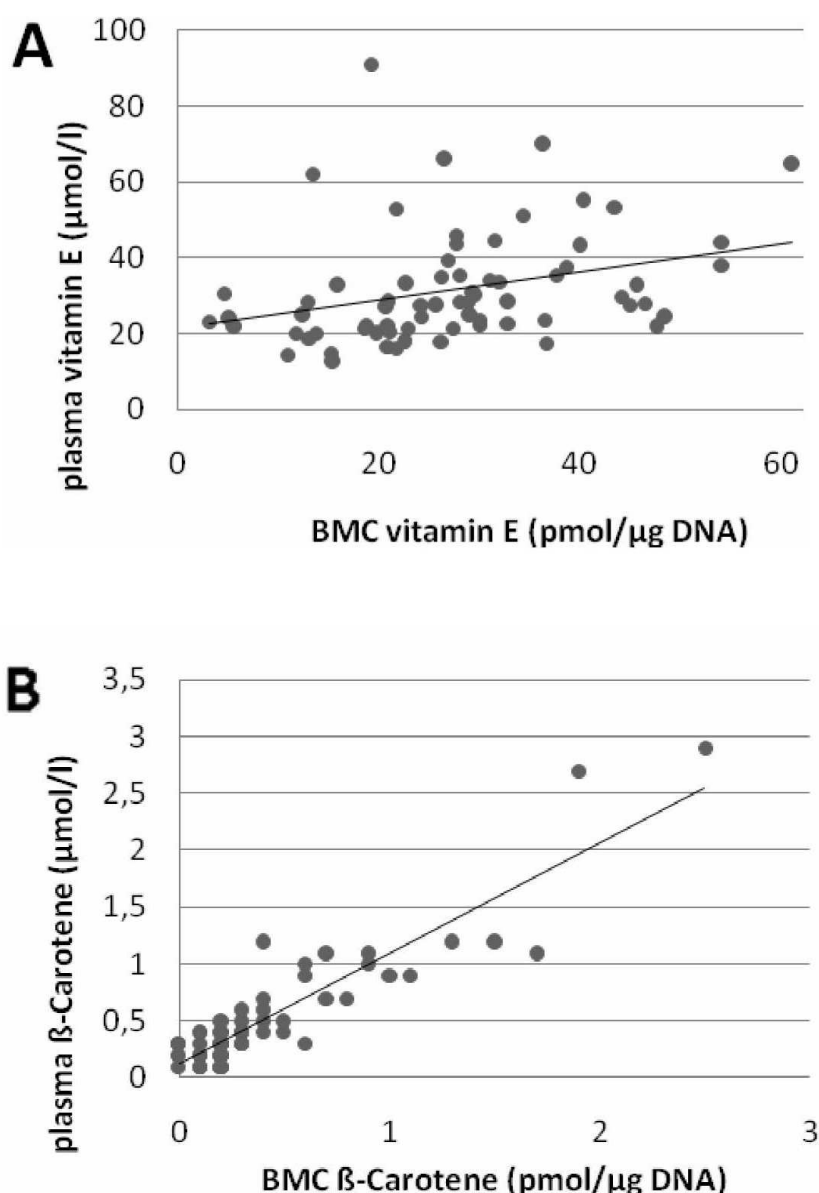 A
100
80
60
40
20
0
plasma vitamin E (µmol/l)
0 20 40 60
BMC vitamin E (pmol/µg DNA)
B
3,5
3
2,5
2
1,5
1
0,5
0
plasma ß-Carotene (µmol/l)
0 1 2 3
BMC ß-Carotene (pmol/µg DNA)